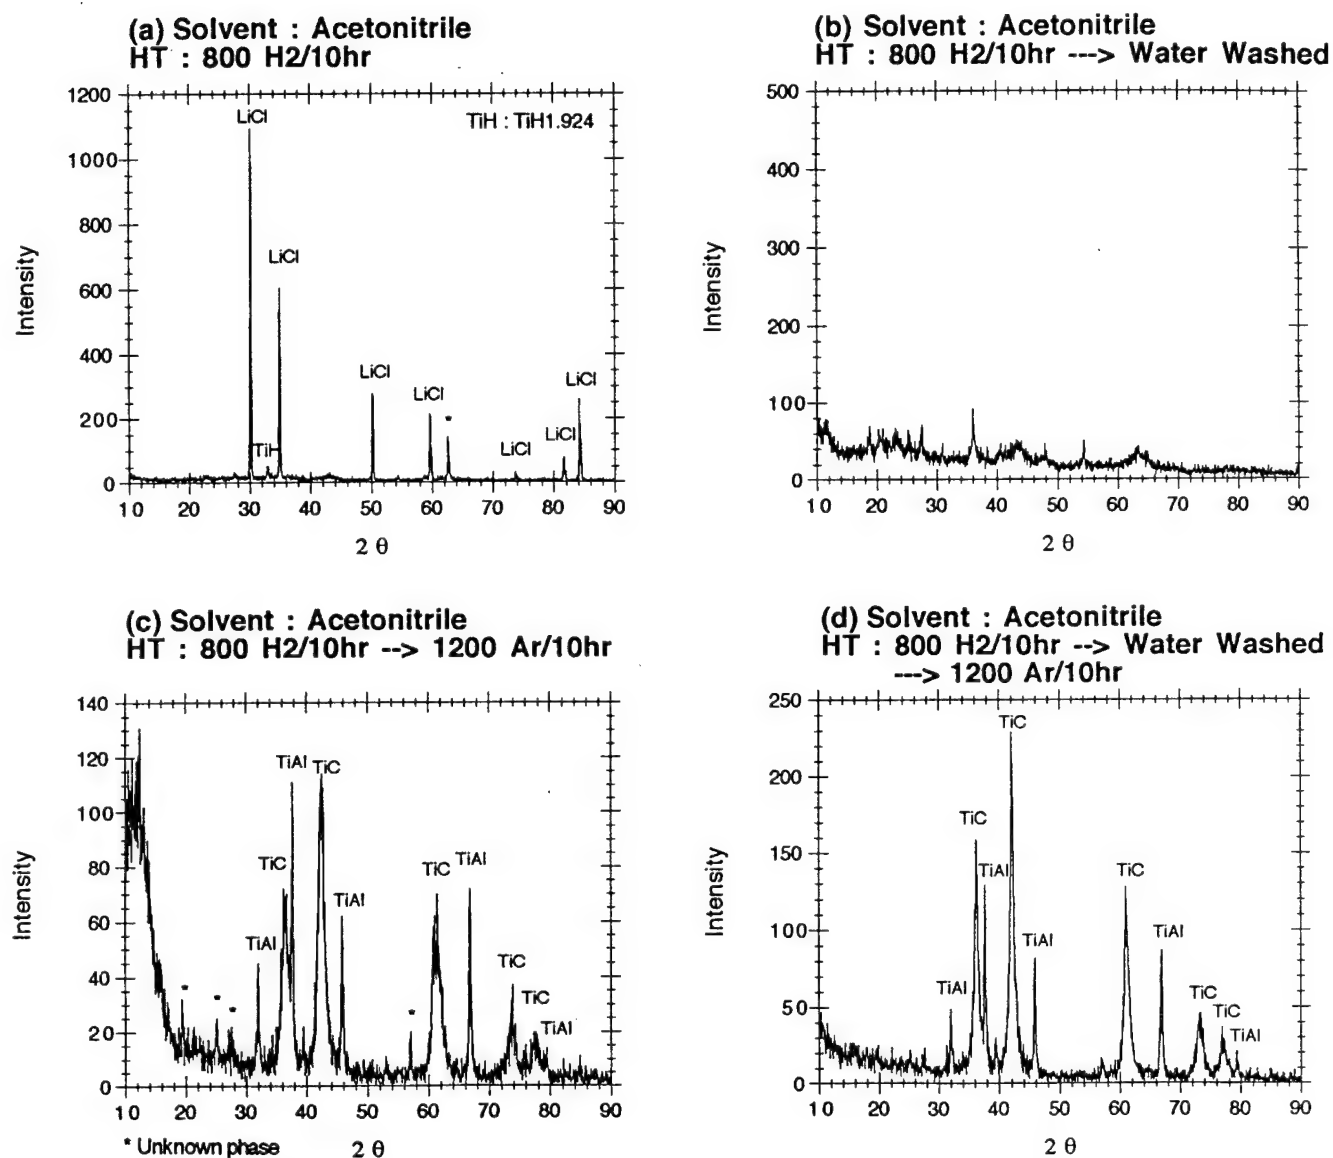 (a) Solvent : Acetonitrile
HT : 800 H2/10hr
1200
1000
800
600
400
200
0
Intensity
LiCl
TiH : TiH1.924
LiCl
TiH
LiCl
LiCl
*
LiCl
LiCl
LiCl
10 20 30 40 50 60 70 80 90
2 θ
(b) Solvent : Acetonitrile
HT : 800 H2/10hr ---> Water Washed
500
400
300
200
100
0
Intensity
10 20 30 40 50 60 70 80 90
2 θ
(c) Solvent : Acetonitrile
HT : 800 H2/10hr --> 1200 Ar/10hr
140
120
100
80
60
40
20
0
Intensity
*
*
*
TiAl
TiC
TiAl
TiC
TiAl
*
TiC
TiAl
TiC
TiC
TiAl
10 20 30 40 50 60 70 80 90
* Unknown phase
2 θ
(d) Solvent : Acetonitrile
HT : 800 H2/10hr --> Water Washed
---> 1200 Ar/10hr
250
200
150
100
50
0
Intensity
TiAl
TiC
TiAl
TiC
TiAl
TiC
TiAl
TiC
TiC
TiAl
10 20 30 40 50 60 70 80 90
2 θ